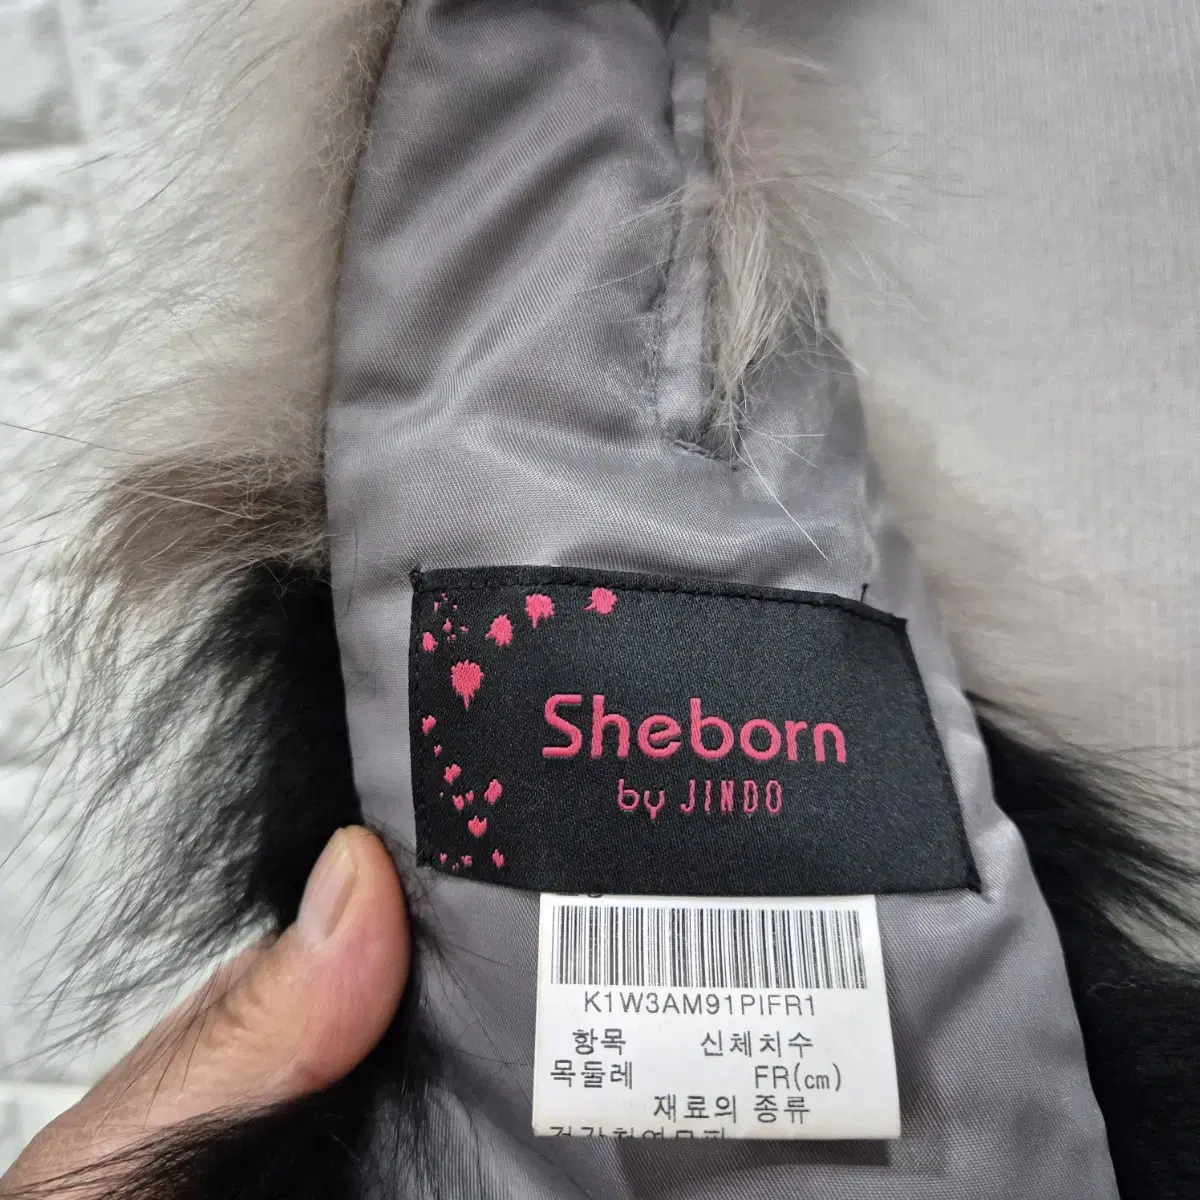 Sheborn
by JINDO
K1W3AM91PIFR1
항목 신체치수
목둘레 FR(cm)
재료의 종류